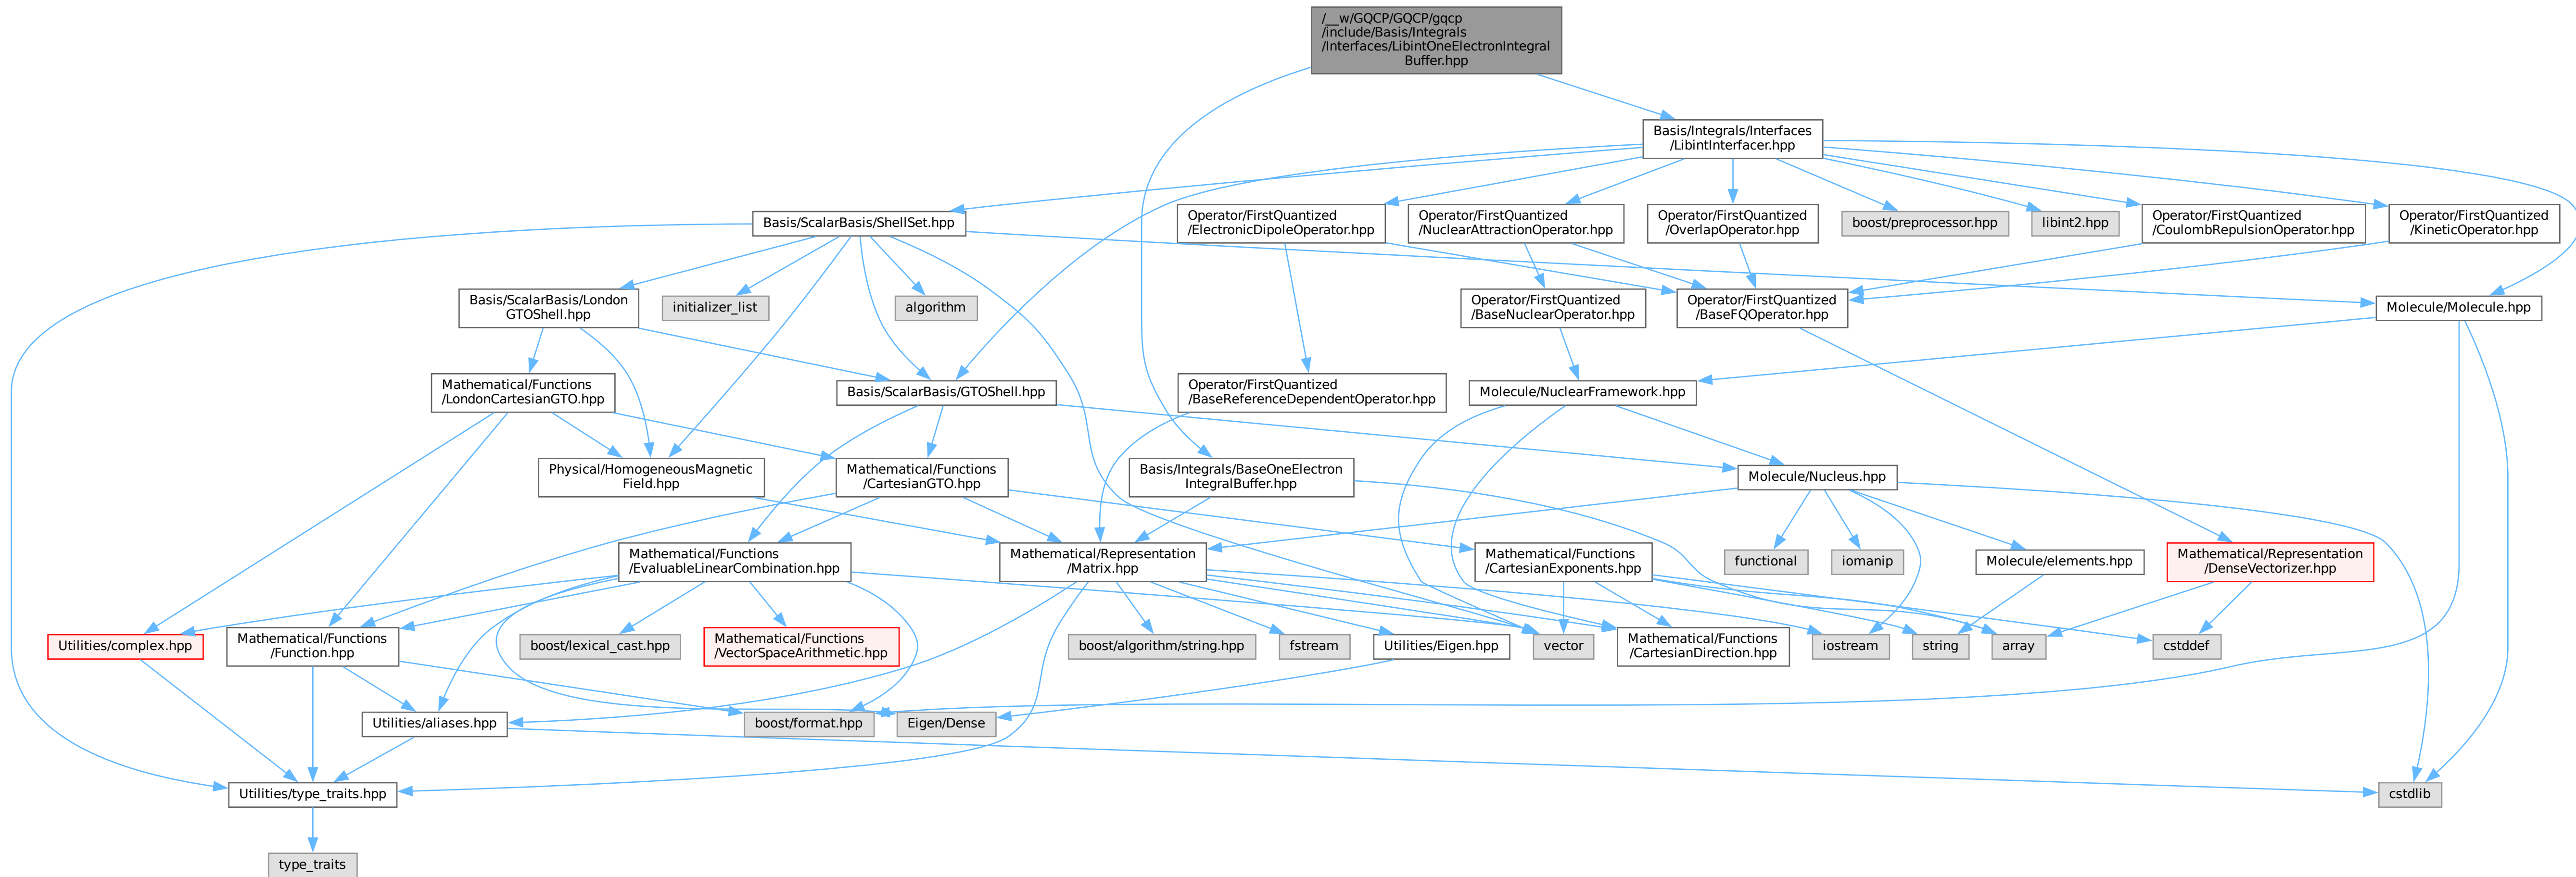 /__w/GQCP/GQCP/gqcp
/include/Basis/Integrals
/Interfaces/LibintOneElectronIntegral
Buffer.hpp
Basis/Integrals/Interfaces
/LibintInterfacer.hpp
Basis/ScalarBasis/ShellSet.hpp
Operator/FirstQuantized
/ElectronicDipoleOperator.hpp
Operator/FirstQuantized
/NuclearAttractionOperator.hpp
Operator/FirstQuantized
/OverlapOperator.hpp
boost/preprocessor.hpp
libint2.hpp
Operator/FirstQuantized
/CoulombRepulsionOperator.hpp
Operator/FirstQuantized
/KineticOperator.hpp
Basis/ScalarBasis/London
GTOShell.hpp
initializer_list
algorithm
Operator/FirstQuantized
/BaseNuclearOperator.hpp
Operator/FirstQuantized
/BaseFQOperator.hpp
Molecule/Molecule.hpp
Mathematical/Functions
/LondonCartesianGTO.hpp
Basis/ScalarBasis/GTOShell.hpp
Operator/FirstQuantized
/BaseReferenceDependentOperator.hpp
Molecule/NuclearFramework.hpp
Physical/HomogeneousMagnetic
Field.hpp
Mathematical/Functions
/CartesianGTO.hpp
Basis/Integrals/BaseOneElectron
IntegralBuffer.hpp
Molecule/Nucleus.hpp
Mathematical/Functions
/EvaluableLinearCombination.hpp
Mathematical/Representation
/Matrix.hpp
Mathematical/Functions
/CartesianExponents.hpp
functional
iomanip
Molecule/elements.hpp
Mathematical/Representation
/DenseVectorizer.hpp
Utilities/complex.hpp
Mathematical/Functions
/Function.hpp
boost/lexical_cast.hpp
Mathematical/Functions
/VectorSpaceArithmetic.hpp
boost/algorithm/string.hpp
fstream
Utilities/Eigen.hpp
vector
Mathematical/Functions
/CartesianDirection.hpp
iostream
string
array
cstddef
Utilities/aliases.hpp
boost/format.hpp
Eigen/Dense
Utilities/type_traits.hpp
cstdlib
type_traits